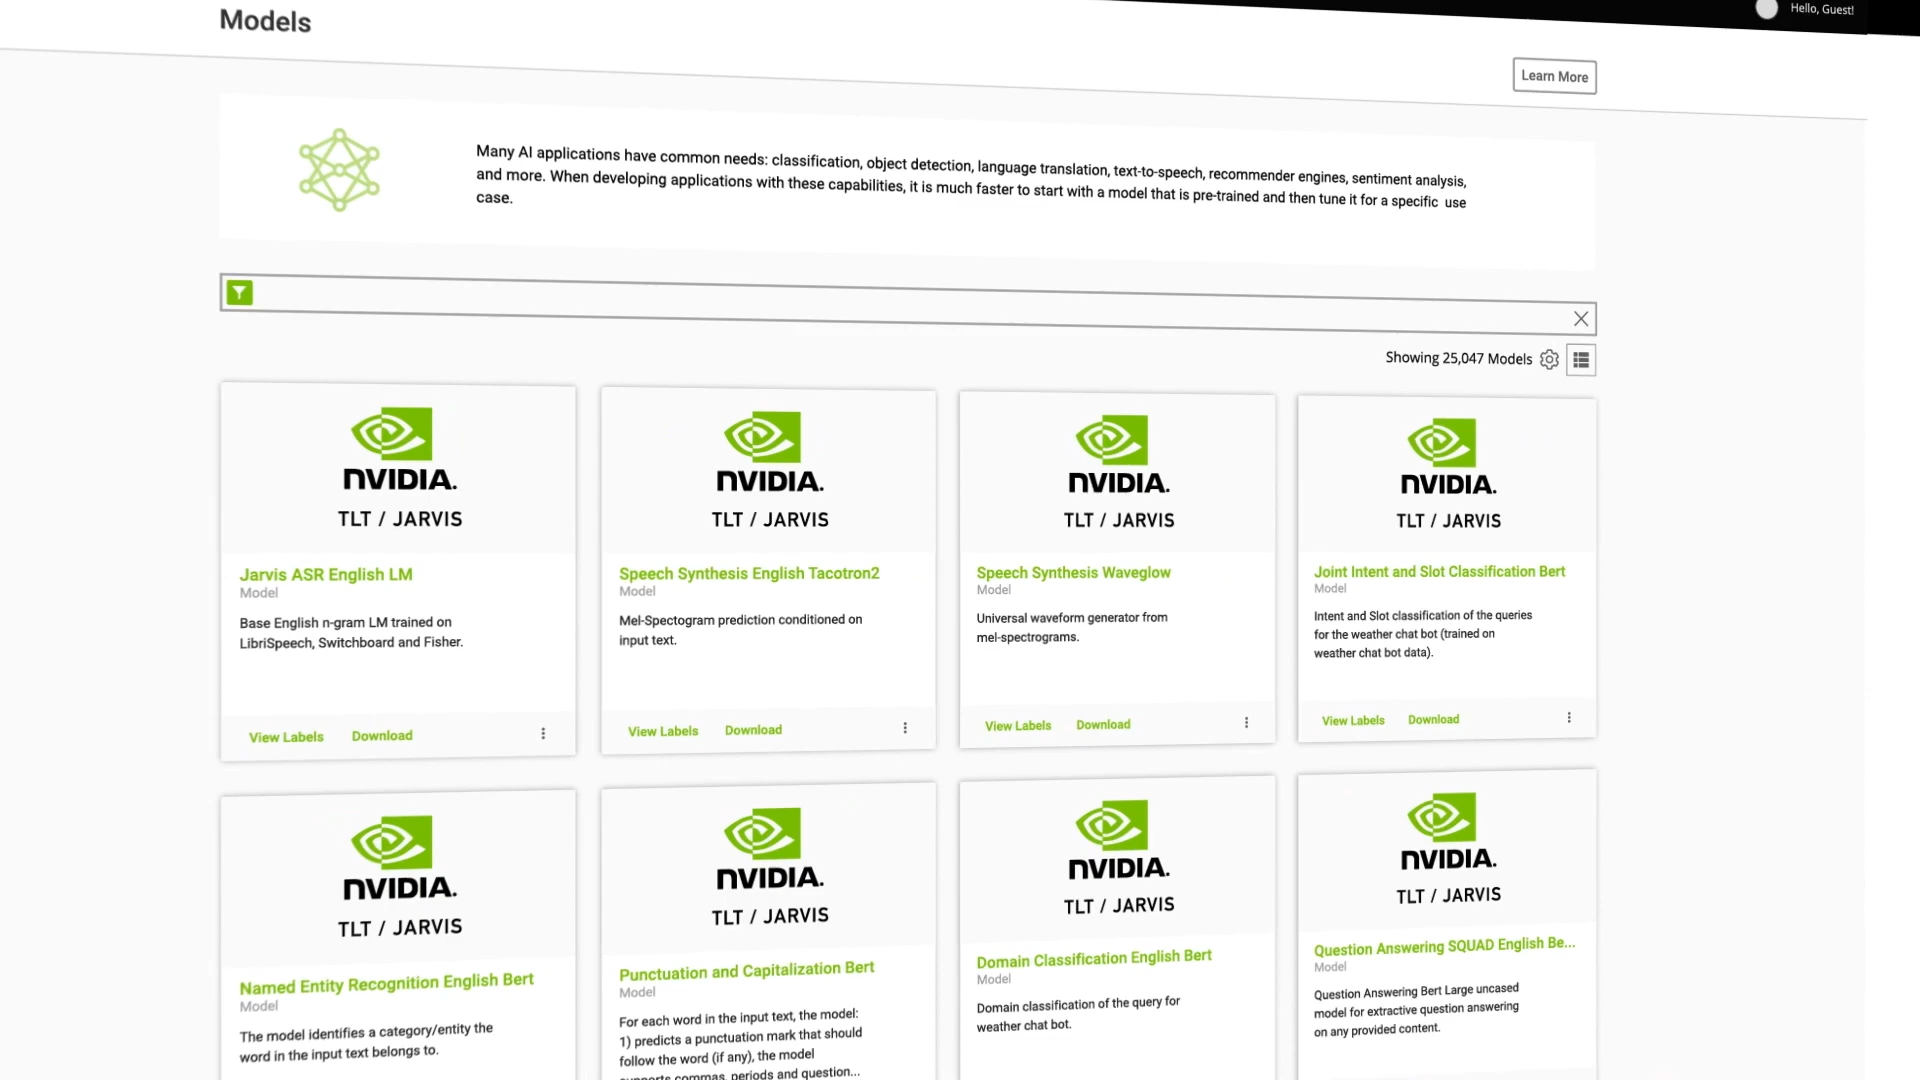 Hello, Guest!
Models
Learn More
Many AI applications have common needs: classification, object detection, language translation, text-to-speech, recommender engines, sentiment analysis,
and more. When developing applications with these capabilities, it is much faster to start with a model that is pre-trained and then tune it for a specific use
case.
Showing 25,047 Models
NVIDIA.
TLT / JARVIS
Jarvis ASR English LM
Model
Base English n-gram LM trained on
LibriSpeech, Switchboard and Fisher.
View Labels Download
NVIDIA.
TLT / JARVIS
Speech Synthesis English Tacotron2
Model
Mel-Spectogram prediction conditioned on
input text.
View Labels Download
NVIDIA.
TLT / JARVIS
Speech Synthesis Waveglow
Model
Universal waveform generator from
mel-spectrograms.
View Labels Download
NVIDIA.
TLT / JARVIS
Joint Intent and Slot Classification Bert
Model
Intent and Slot classification of the queries
for the weather chat bot (trained on
weather chat bot data).
View Labels Download
NVIDIA.
TLT / JARVIS
Named Entity Recognition English Bert
Model
The model identifies a category/entity the
word in the input text belongs to.
NVIDIA.
TLT / JARVIS
Punctuation and Capitalization Bert
Model
For each word in the input text, the model:
1) predicts a punctuation mark that should
follow the word (if any), the model
supports commas, periods and question...
NVIDIA.
TLT / JARVIS
Domain Classification English Bert
Model
Domain classification of the query for
weather chat bot.
NVIDIA.
TLT / JARVIS
Question Answering SQUAD English Be...
Model
Question Answering Bert Large uncased
model for extractive question answering
on any provided content.